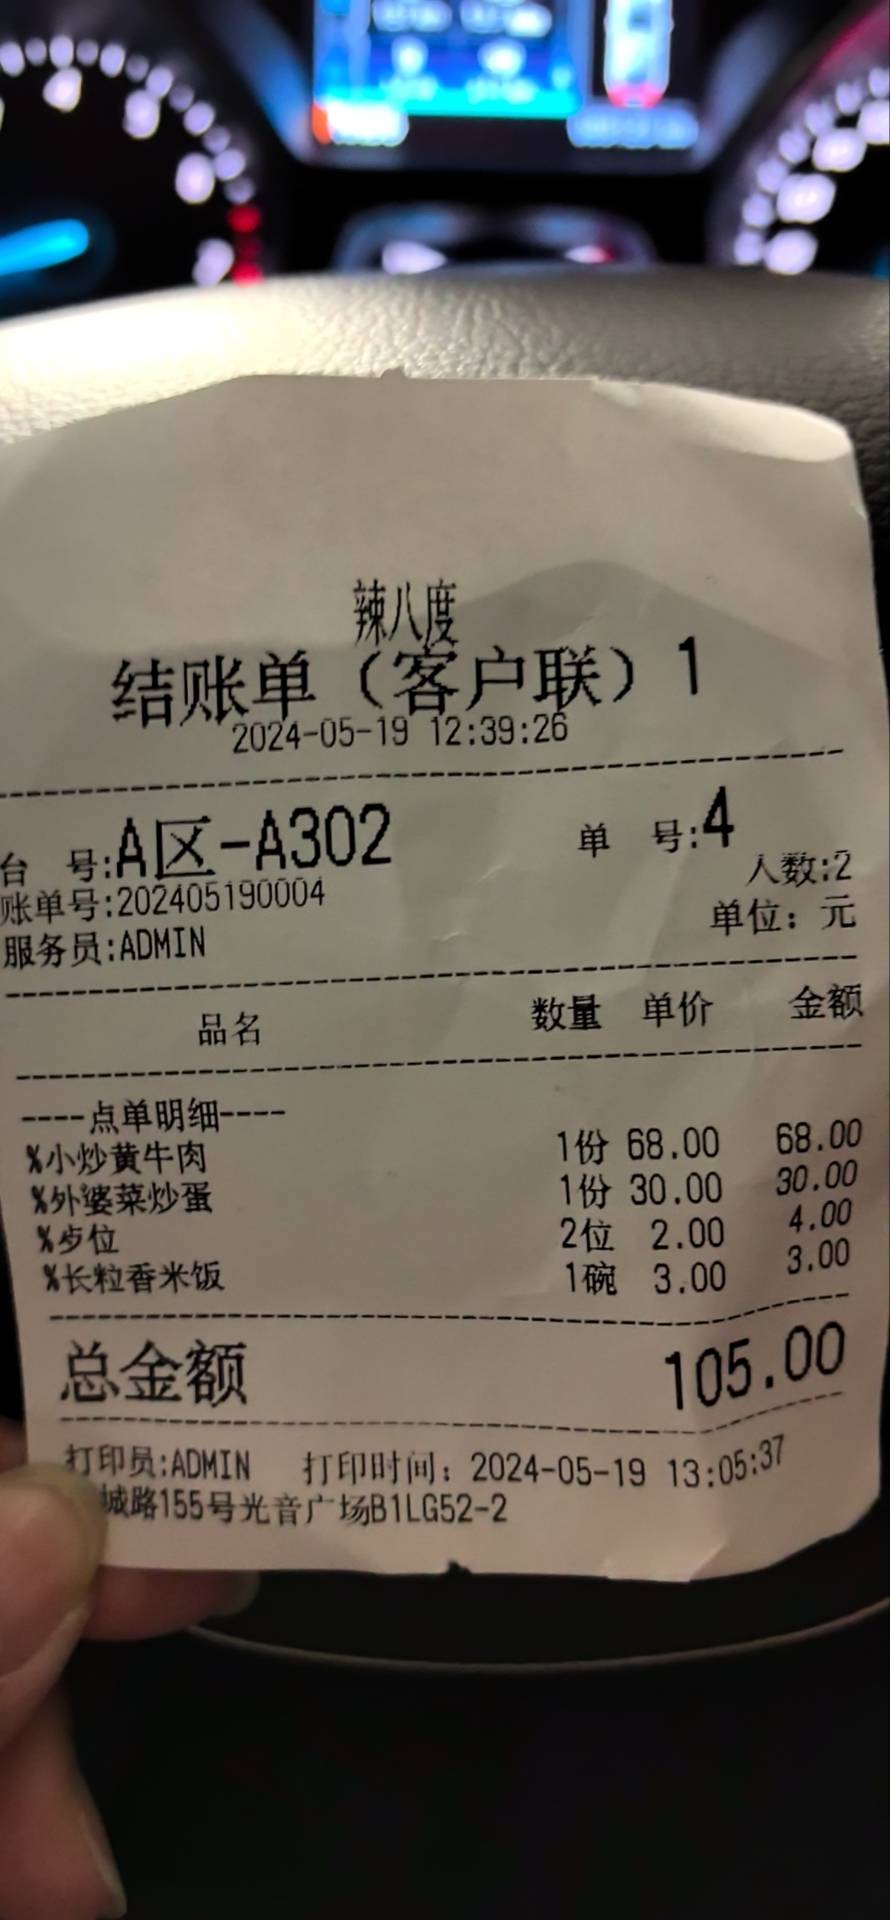 辣八度
结账单（客户联）1
2024-05-19 12:39:26
台 号:A区-A302 单 号:4
人数:2
账单号:202405190004
单位：元
服务员:ADMIN
品名 数量 单价 金额
----点单明细----
%小炒黄牛肉 1份 68.00 68.00
%外婆菜炒蛋 1份 30.00 30.00
%歺位 2位 2.00 4.00
%长粒香米饭 1碗 3.00 3.00
总金额 105.00
打印员:ADMIN 打印时间：2024-05-19 13:05:37
城路155号光音广场B1LG52-2